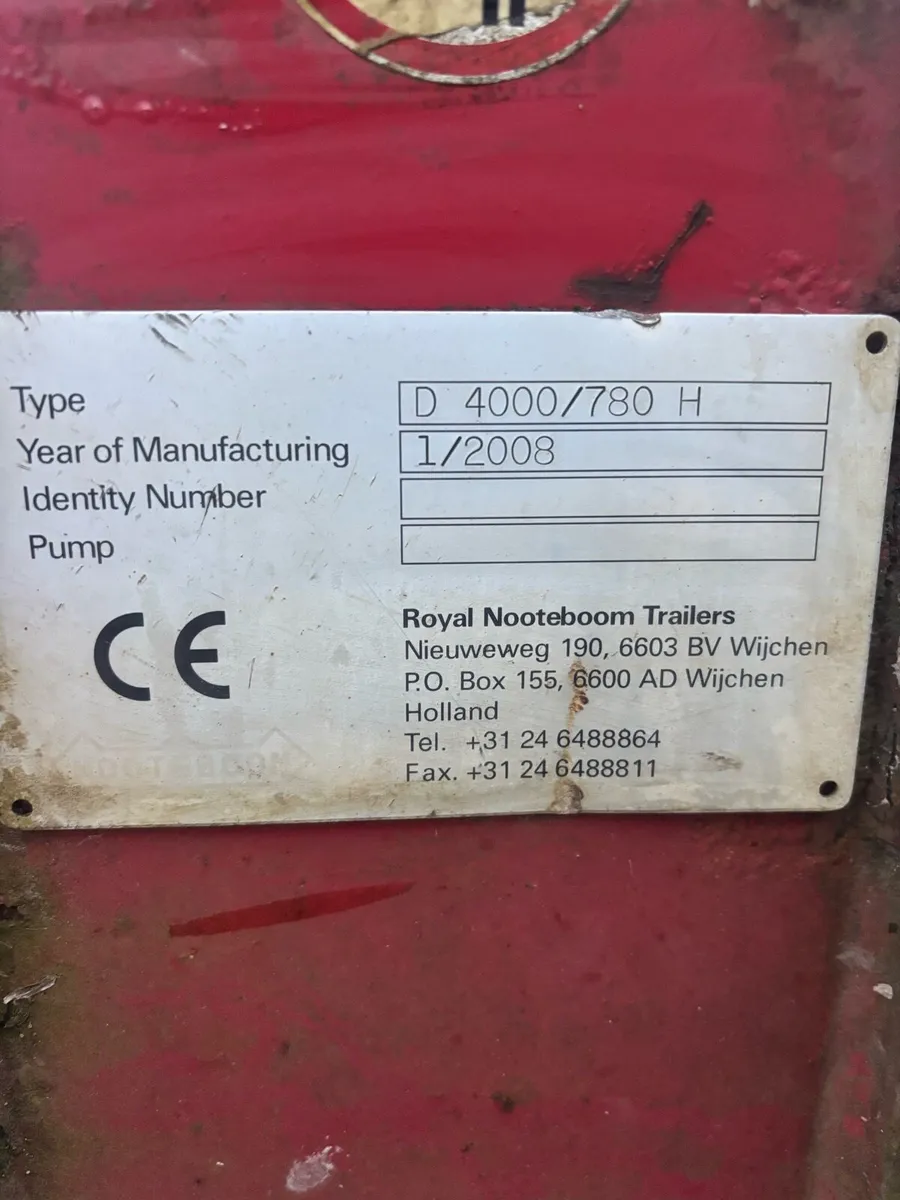 Type D 4000/780 H
Year of Manufacturing 1/2008
Identity Number
Pump
CE
Royal Nooteboom Trailers
Nieuweweg 190, 6603 BV Wijchen
P.O. Box 155, 6600 AD Wijchen
Holland
Tel. +31 24 6488864
Fax. +31 24 6488811